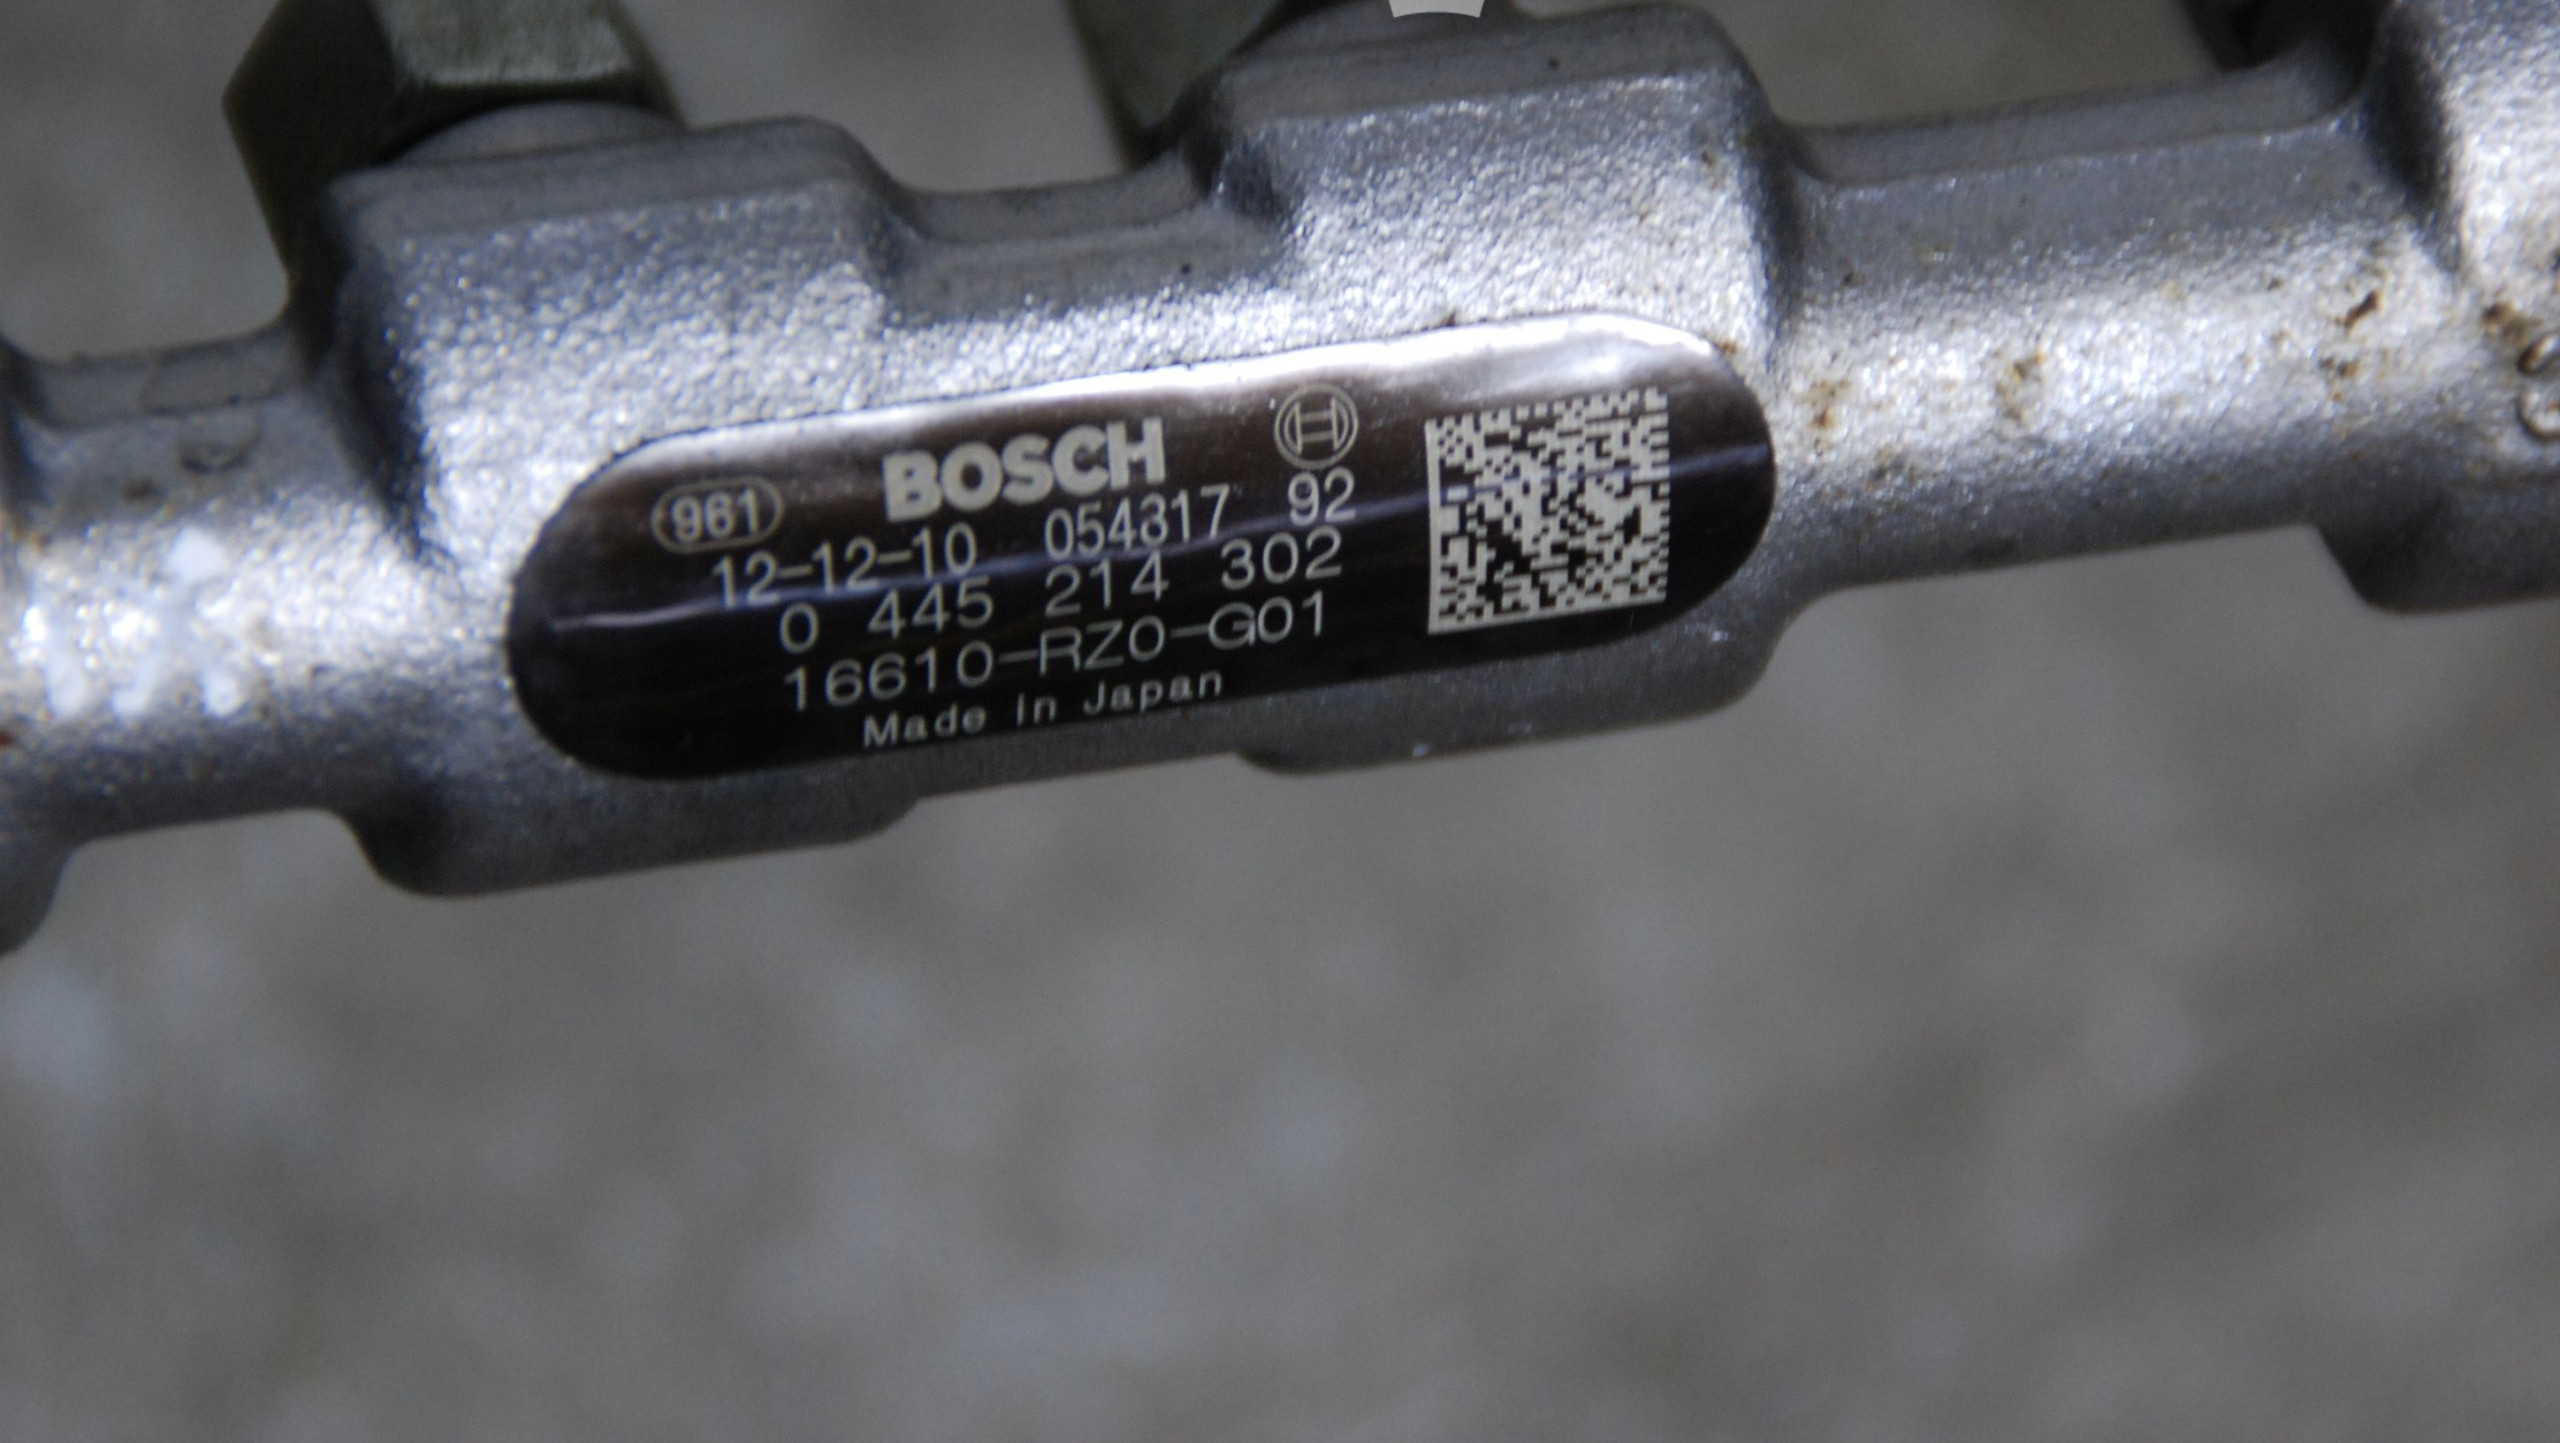 BOSCH
961
12-12-10 054317 92
0 445 214 302
16610-RZ0-G01
Made in Japan